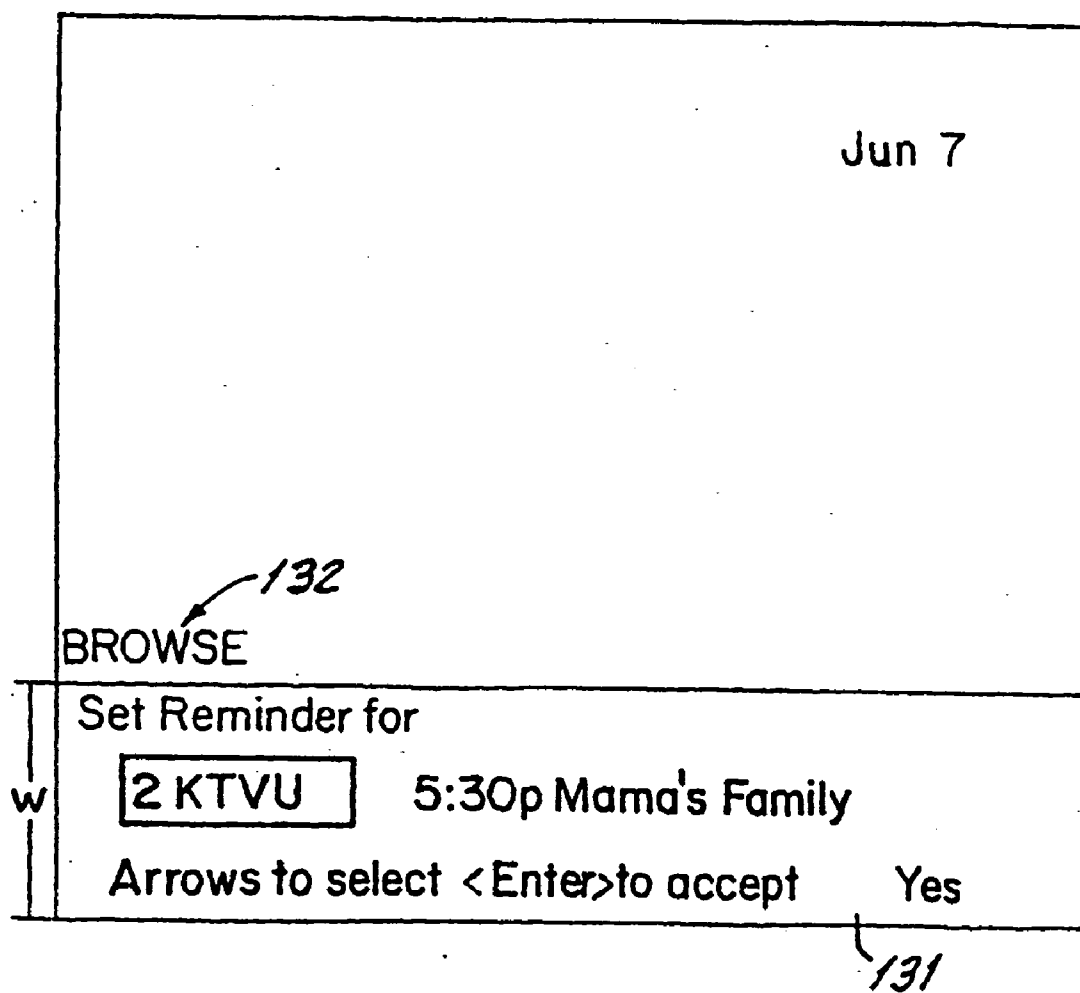 Jun 7
132
BROWSE
Set Reminder for
W
2 KTVU 5:30p Mama's Family
Arrows to select <Enter>to accept Yes
131